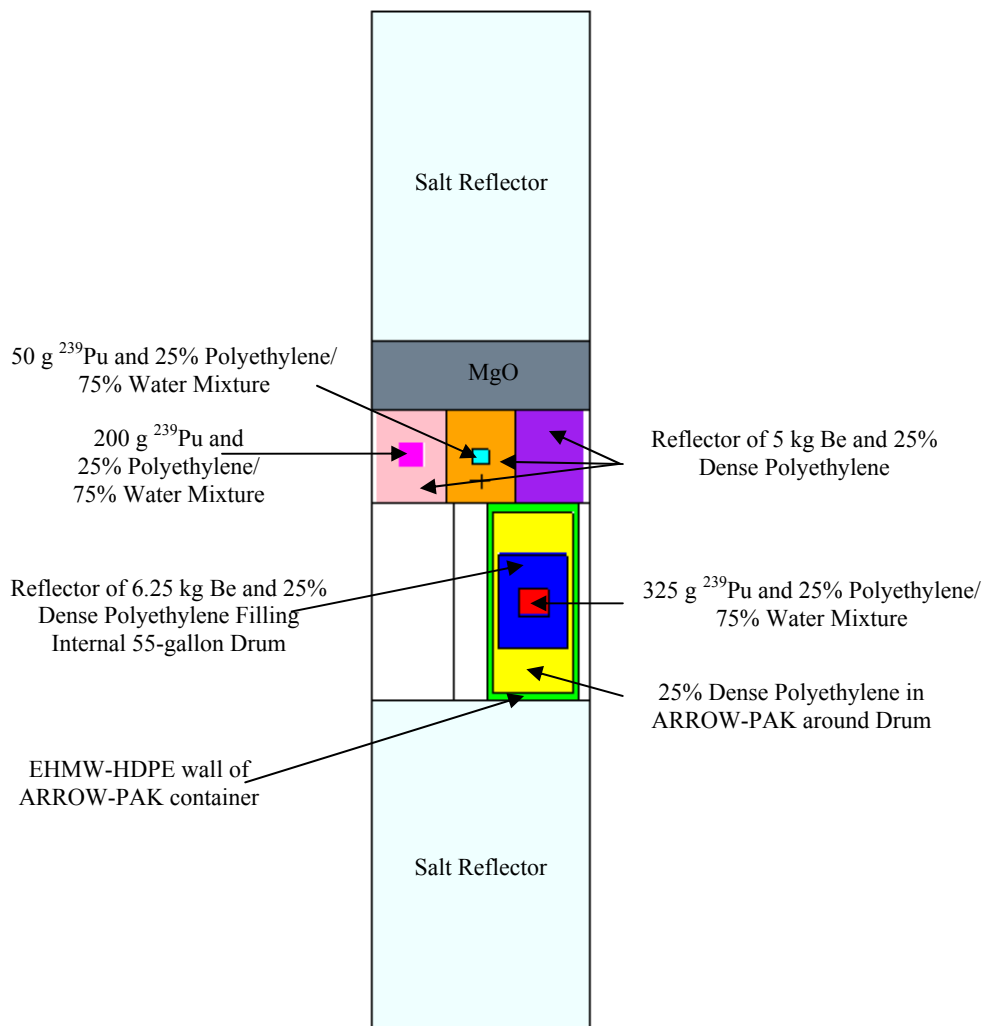 Salt Reflector
50 g ²³⁹Pu and 25% Polyethylene/
75% Water Mixture
MgO
200 g ²³⁹Pu and
25% Polyethylene/
75% Water Mixture
Reflector of 5 kg Be and 25%
Dense Polyethylene
Reflector of 6.25 kg Be and 25%
Dense Polyethylene Filling
Internal 55-gallon Drum
325 g ²³⁹Pu and 25% Polyethylene/
75% Water Mixture
25% Dense Polyethylene in
ARROW-PAK around Drum
EHMW-HDPE wall of
ARROW-PAK container
Salt Reflector